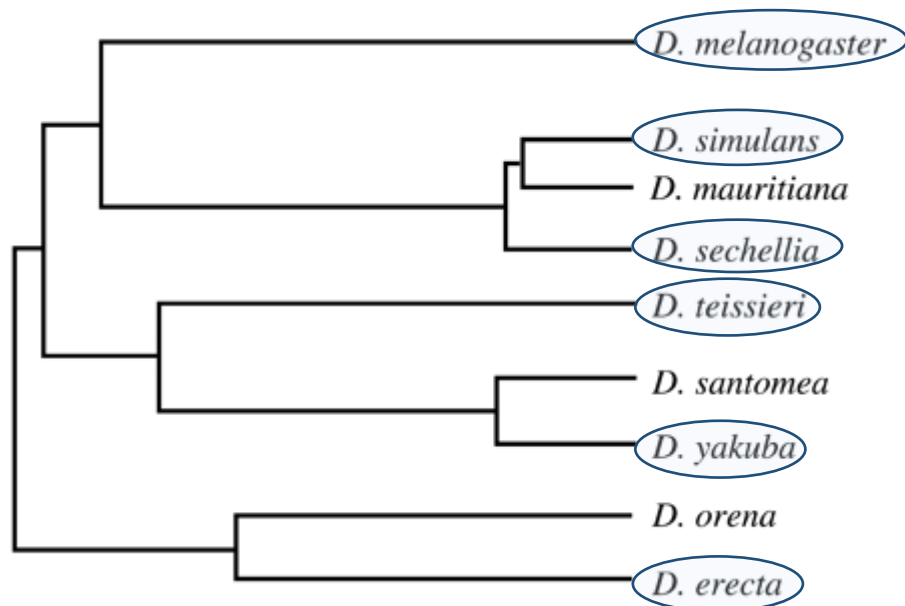 D. melanogaster
D. simulans
D. mauritiana
D. sechellia
D. teissieri
D. santomea
D. yakuba
D. orena
D. erecta